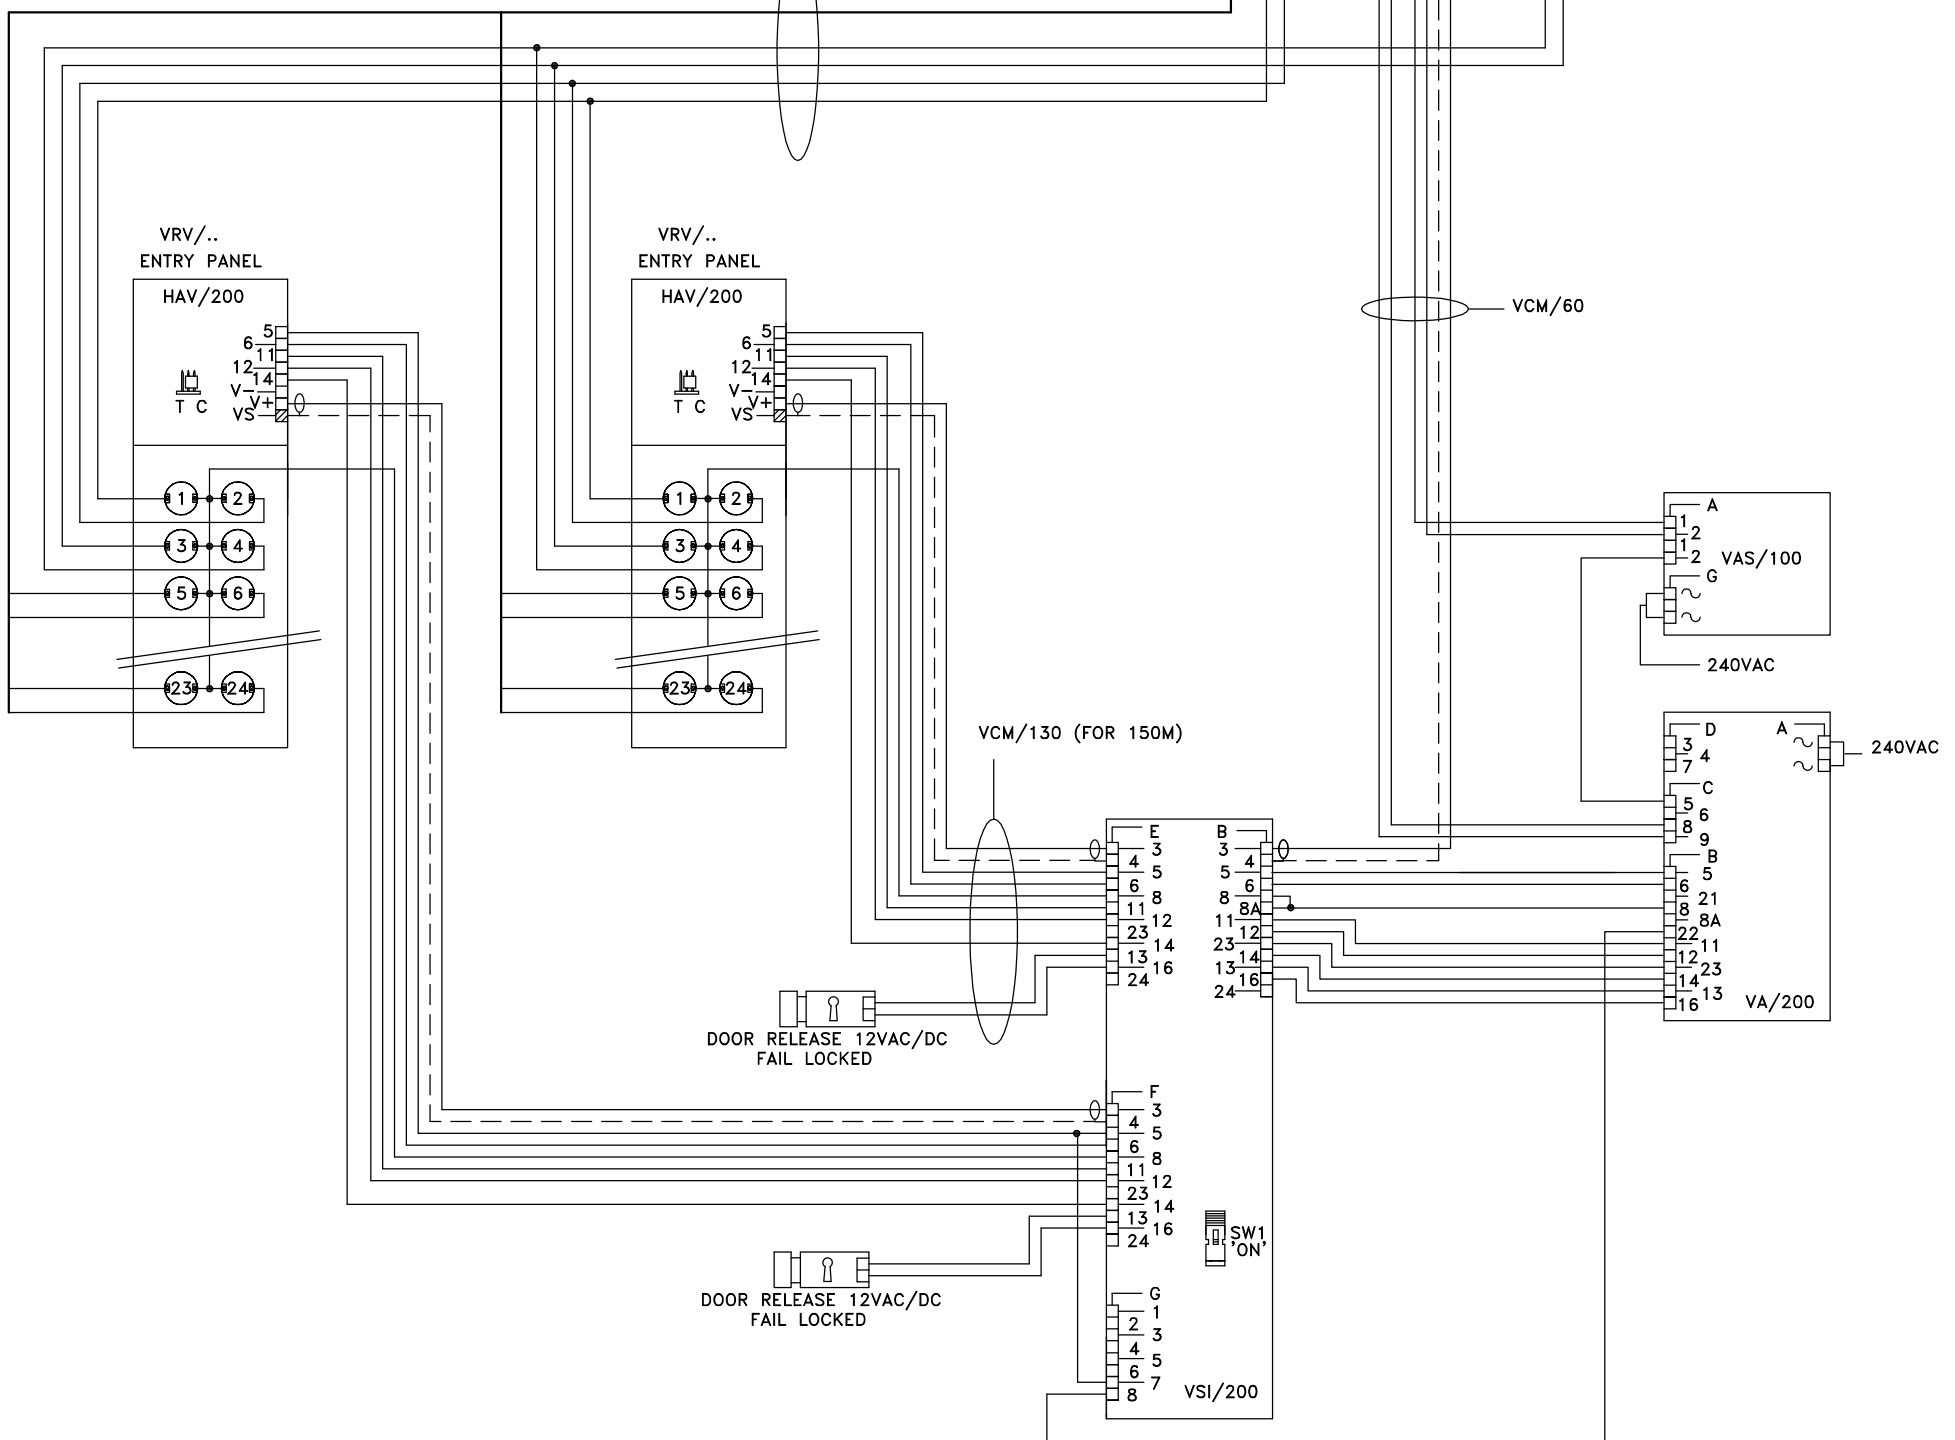 VRV/..
ENTRY PANEL
HAV/200
5
6
11
12
14
V-
V+
VS
T C
1 2
3 4
5 6
23 24
VRV/..
ENTRY PANEL
HAV/200
5
6
11
12
14
V-
V+
VS
T C
1 2
3 4
5 6
23 24
VCM/60
A
1
2
1
2
VAS/100
G
240VAC
D
3
4
7
A
240VAC
C
5
6
8
9
B
5
6
21
8
8A
22
11
12
23
23
14
13
16
VA/200
VCM/130 (FOR 150M)
E
3
4
5
6
8
11
12
23
14
13
16
24
B
3
4
5
6
8
8A
11
12
23
14
13
16
24
DOOR RELEASE 12VAC/DC
FAIL LOCKED
F
3
4
5
6
8
11
12
23
14
13
16
24
SW1
'ON'
DOOR RELEASE 12VAC/DC
FAIL LOCKED
G
1
2
3
4
5
6
7
8
VSI/200